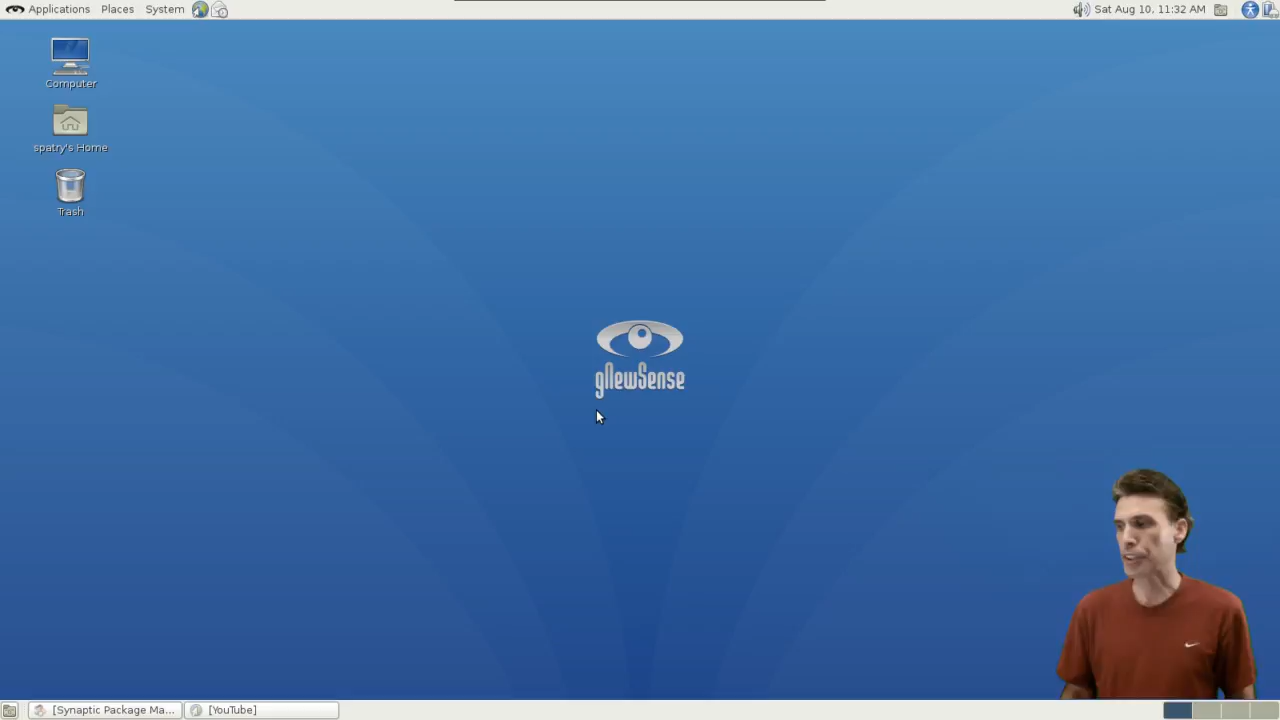 Applications Places System
Sat Aug 10, 11:32 AM
Computer
spatry's Home
Trash
gNewSense
[Synaptic Package Ma...
[YouTube]